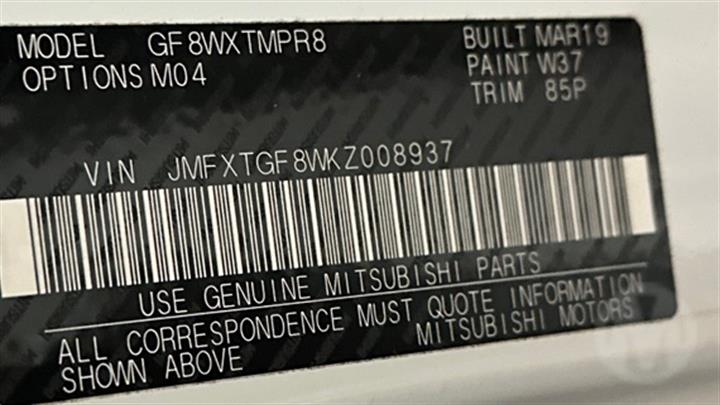 MODEL GF8WXTMPR8 BUILT MAR19
OPTIONS M04 PAINT W37
TRIM 85P
VIN JMFXTGF8WKZ008937
USE GENUINE MITSUBISHI PARTS
ALL CORRESPONDENCE MUST QUOTE INFORMATION
SHOWN ABOVE MITSUBISHI MOTORS